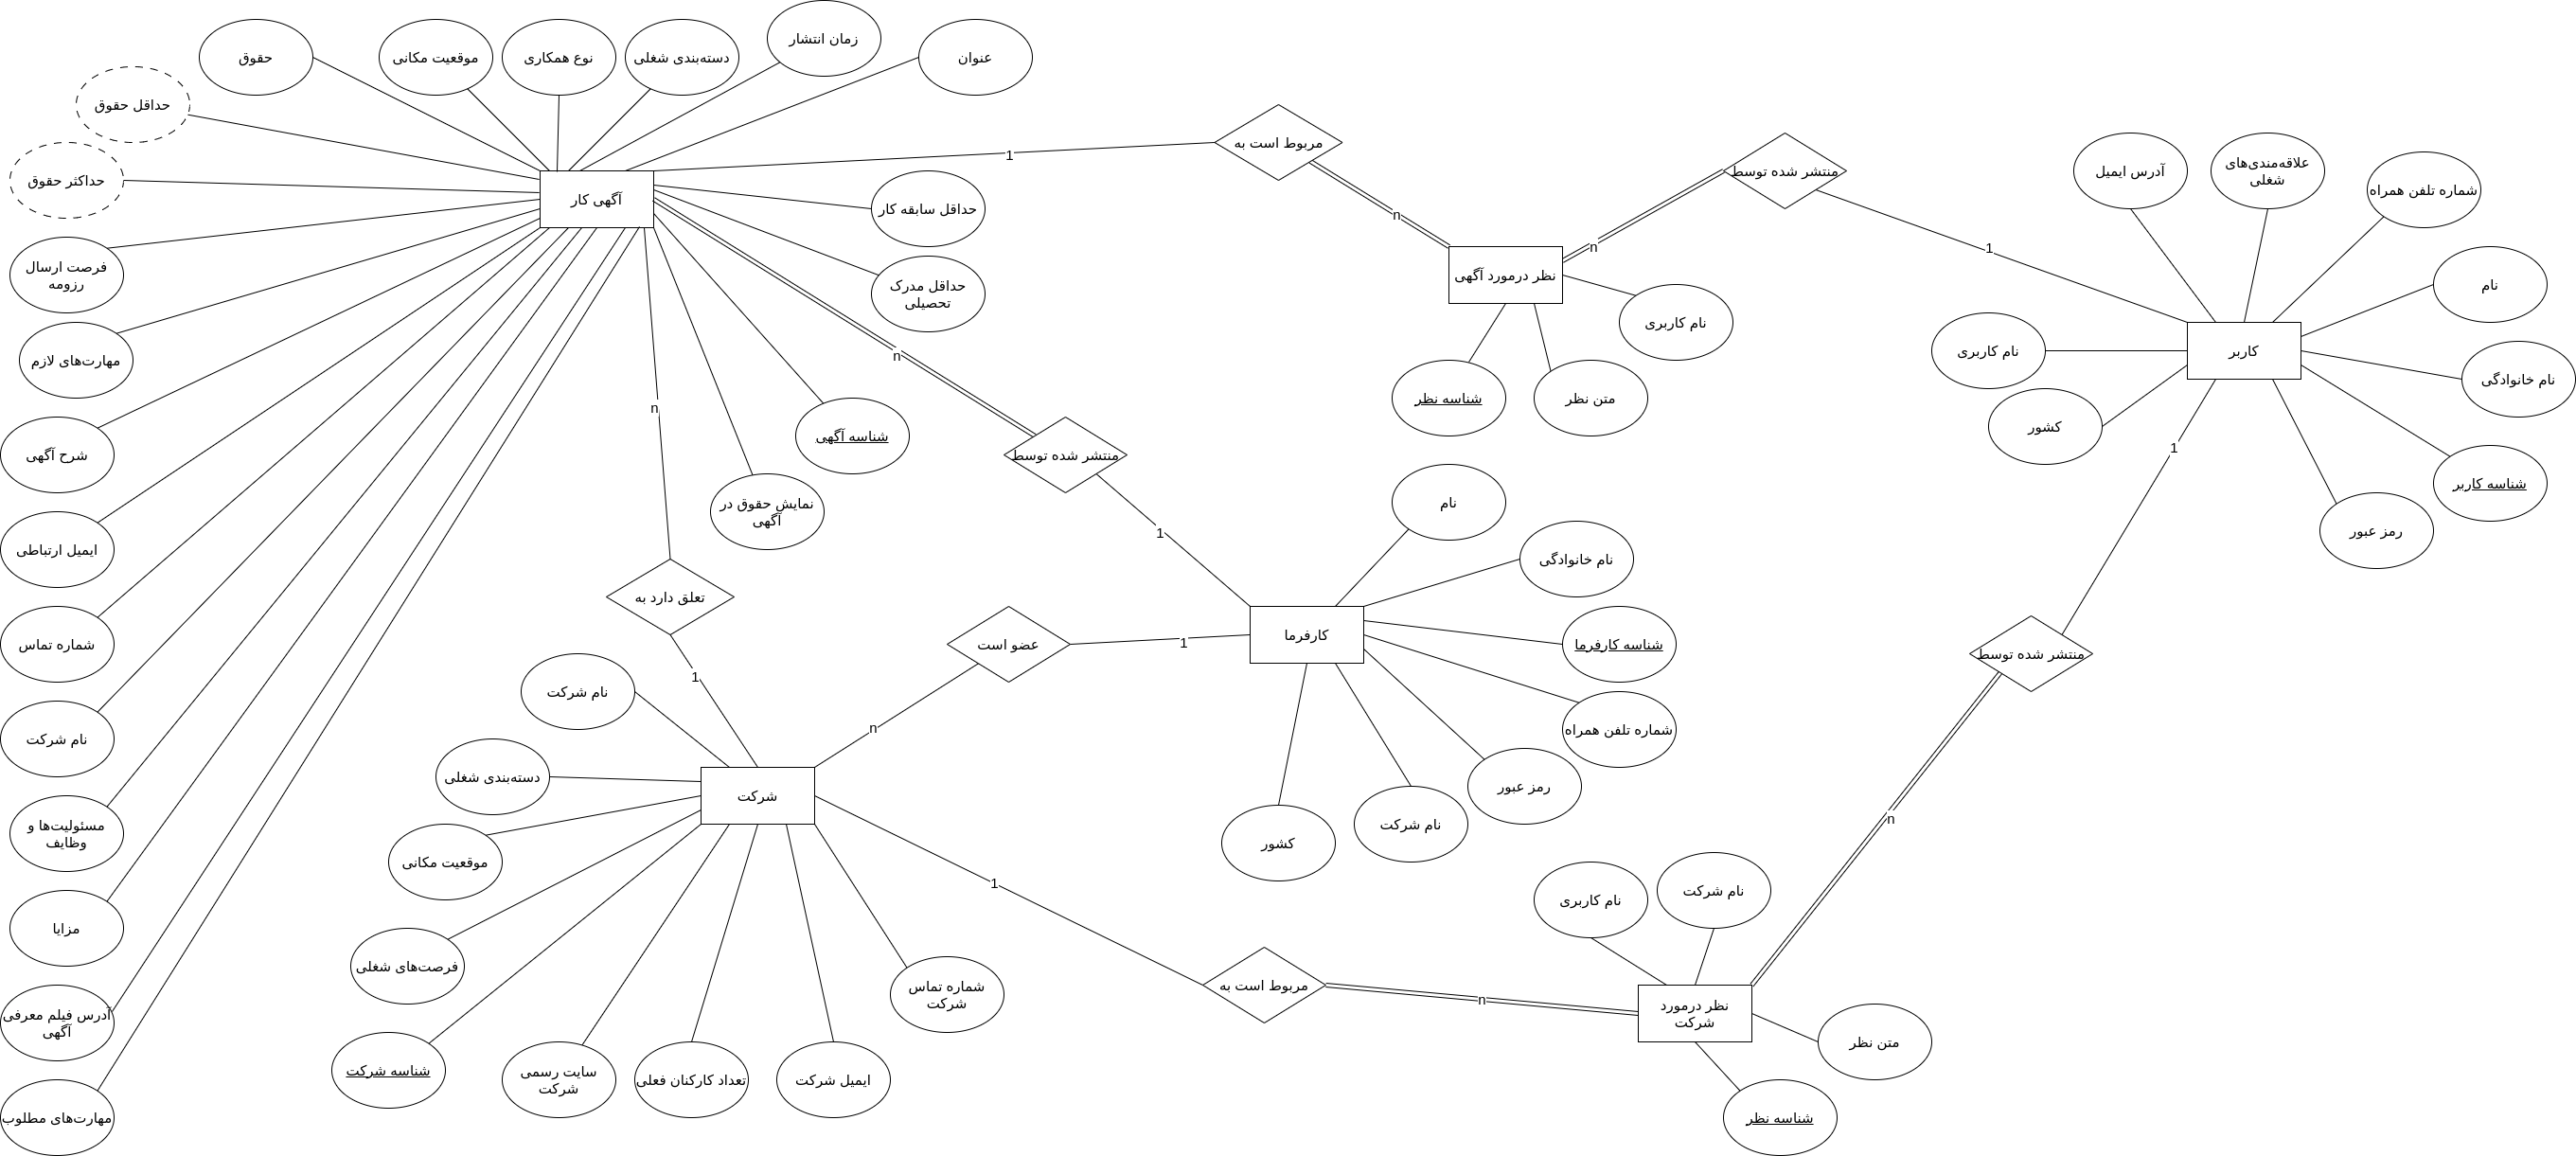 زمان انتشار
عنوان
دسته‌بندی شغلی
نوع همکاری
موقعیت مکانی
حقوق
حداقل حقوق
حداکثر حقوق
آگهی کار
فرصت ارسال
رزومه
مهارت‌های لازم
شرح آگهی
ایمیل ارتباطی
شماره تماس
نام شرکت
مسئولیت‌ها و
وظایف
مزایا
آدرس فیلم معرفی
آگهی
مهارت‌های مطلوب
حداقل سابقه کار
حداقل مدرک
تحصیلی
شناسه آگهی
نمایش حقوق در
آگهی
1
مربوط است به
n
نظر درمورد آگهی
n
منتشر شده توسط
1
نام کاربری
متن نظر
شناسه نظر
آدرس ایمیل
علاقه‌مندی‌های
شغلی
شماره تلفن همراه
نام
نام خانوادگی
شناسه کاربر
رمز عبور
کاربر
نام کاربری
کشور
n
منتشر شده توسط
1
نام
نام خانوادگی
شناسه کارفرما
شماره تلفن همراه
رمز عبور
نام شرکت
کشور
کارفرما
1
عضو است
n
n
تعلق دارد به
1
نام شرکت
دسته‌بندی شغلی
موقعیت مکانی
فرصت‌های شغلی
شناسه شرکت
سایت رسمی
شرکت
تعداد کارکنان فعلی
ایمیل شرکت
شماره تماس
شرکت
شرکت
1
مربوط است به
n
1
منتشر شده توسط
n
نام کاربری
نام شرکت
نظر درمورد
شرکت
متن نظر
شناسه نظر